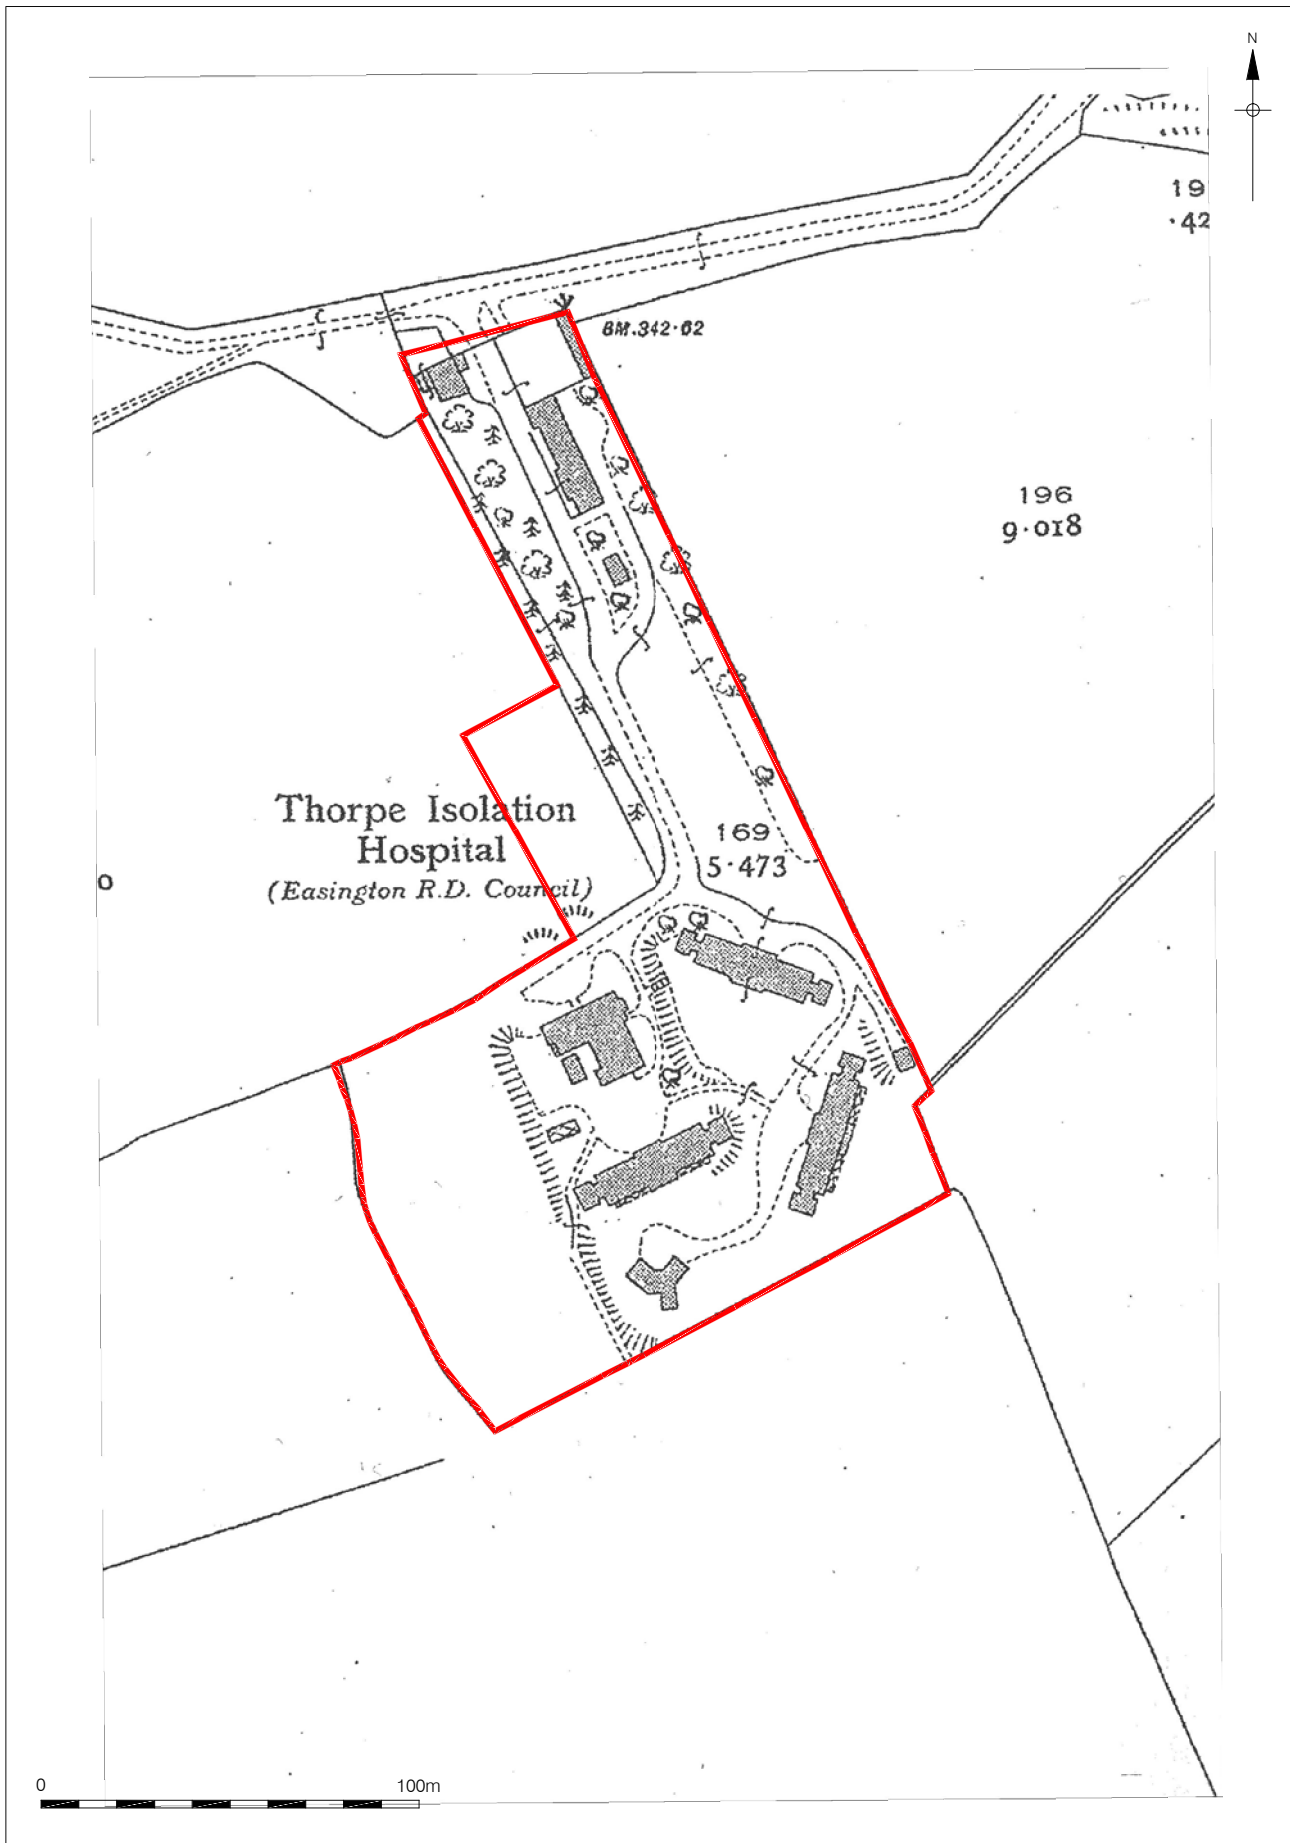 N
19
·42
BM.342·62
196
9·018
Thorpe Isolation
Hospital
(Easington R.D. Council)
169
5·473
0
0
100m